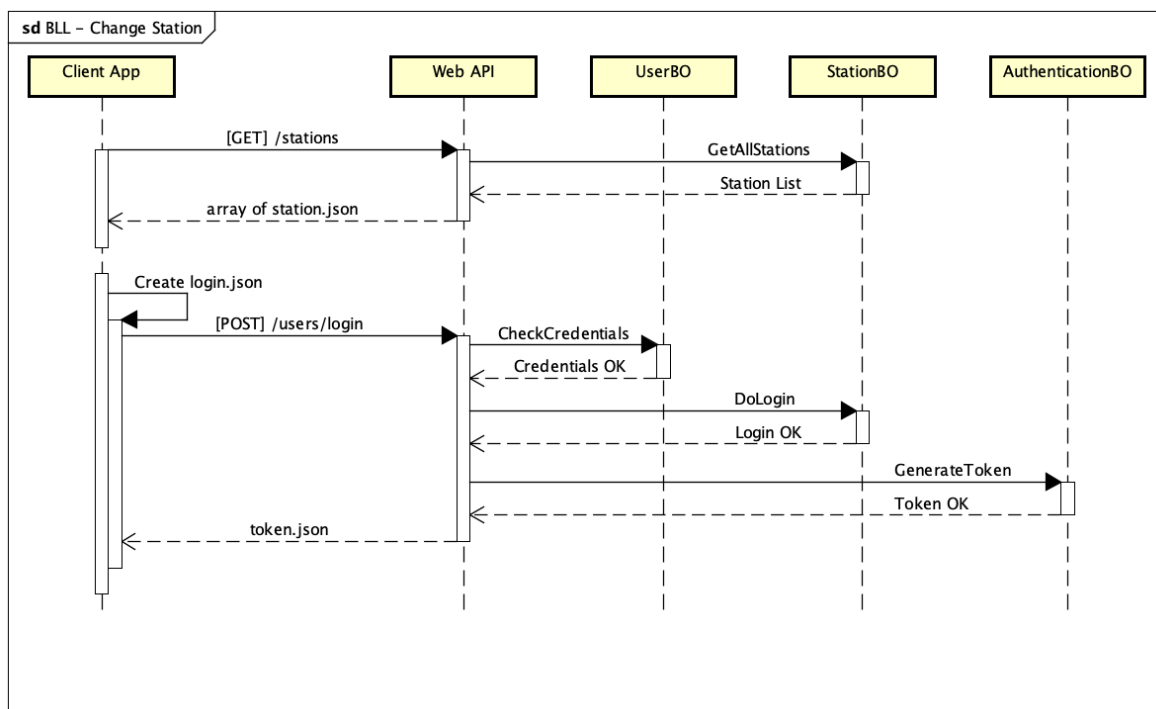 sd BLL - Change Station
Client App
Web API
UserBO
StationBO
AuthenticationBO
[GET] /stations
GetAllStations
Station List
array of station.json
Create login.json
[POST] /users/login
CheckCredentials
Credentials OK
DoLogin
Login OK
GenerateToken
Token OK
token.json